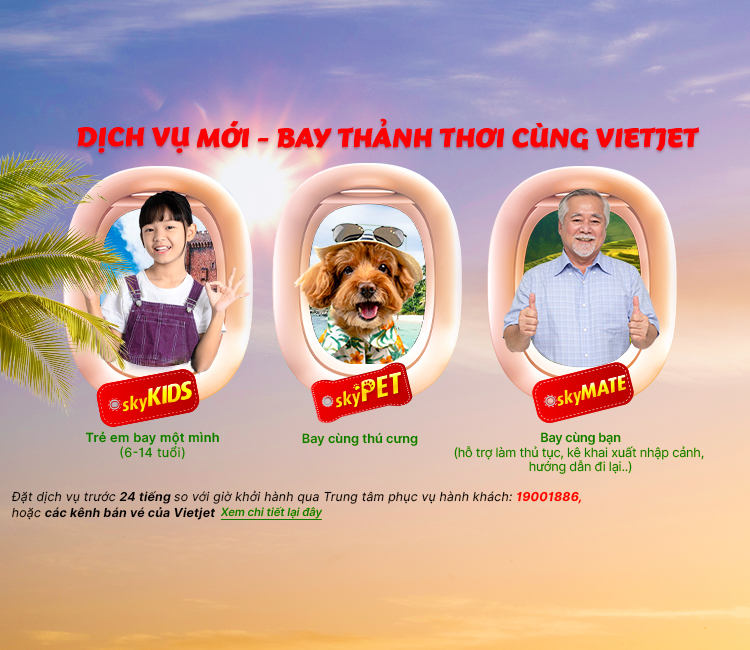 DỊCH VỤ MỚI - BAY THẢNH THƠI CÙNG VIETJET
skyKIDS
skyPET
skyMATE
Trẻ em bay một mình
(6-14 tuổi)
Bay cùng thú cưng
Bay cùng bạn
(hỗ trợ làm thủ tục, kê khai xuất nhập cảnh,
hướng dẫn đi lại..)
Đặt dịch vụ trước 24 tiếng so với giờ khởi hành qua Trung tâm phục vụ hành khách: 19001886,
hoặc các kênh bán vé của Vietjet Xem chi tiết lại đây